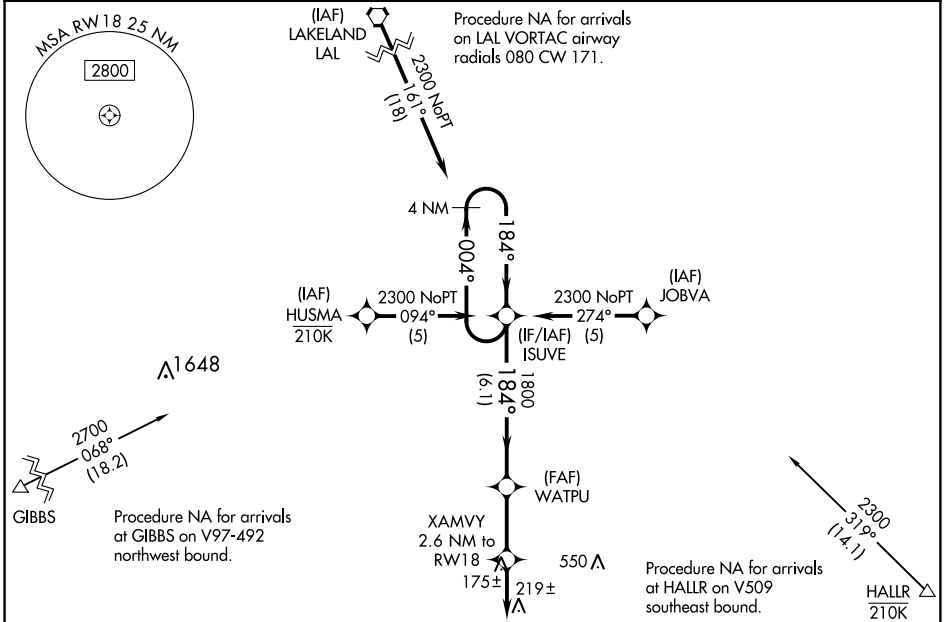 MSA RW18 25 NM
2800
(IAF)
LAKELAND
LAL
Procedure NA for arrivals
on LAL VORTAC airway
radials 080 CW 171.
2300 NoPT
161°
(18)
4 NM
004°
184°
(IAF)
HUSMA
210K
2300 NoPT
094°
(5)
(IF/IAF)
ISUVE
2300 NoPT
274°
(5)
(IAF)
JOBVA
1800
184°
(6.1)
1648
2700
068°
(18.2)
GIBBS
Procedure NA for arrivals
at GIBBS on V97-492
northwest bound.
(FAF)
WATPU
XAMVY
2.6 NM to
RW18
175±
219±
550
2300
319°
(14.1)
HALLR
210K
Procedure NA for arrivals
at HALLR on V509
southeast bound.